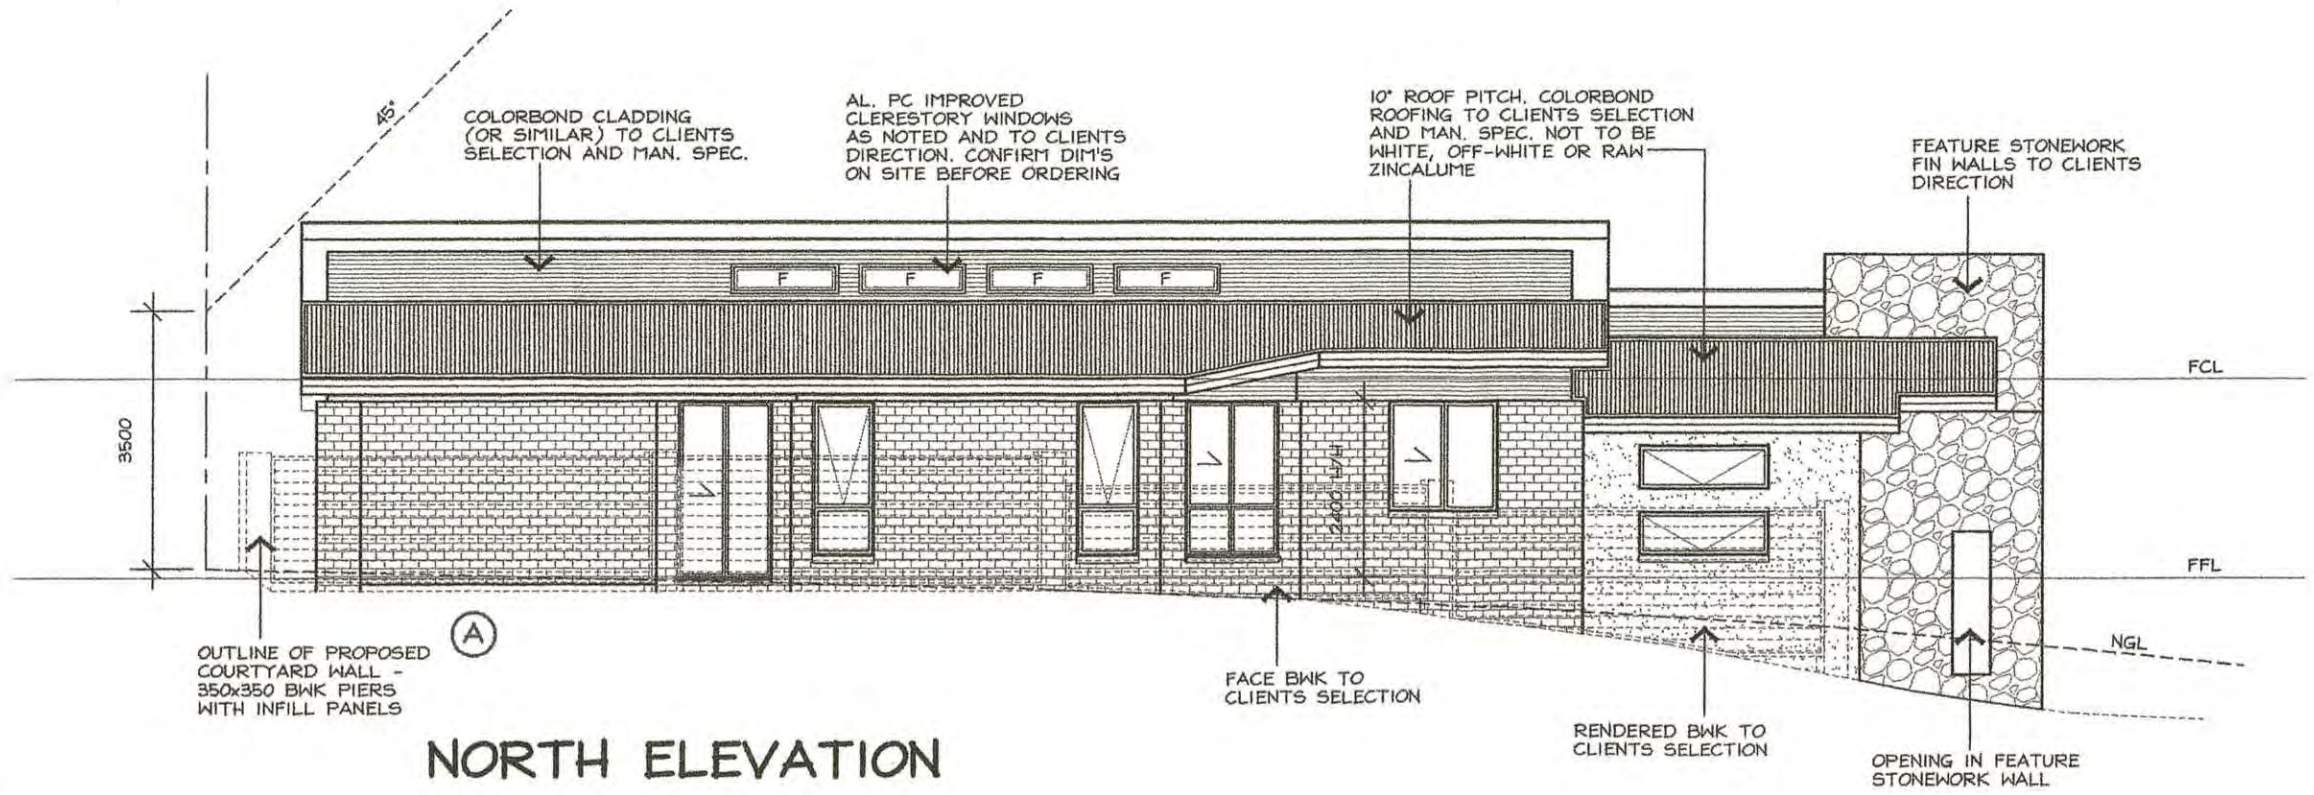 45°
COLORBOND CLADDING
(OR SIMILAR) TO CLIENTS
SELECTION AND MAN. SPEC.
AL. PC IMPROVED
CLERESTORY WINDOWS
AS NOTED AND TO CLIENTS
DIRECTION. CONFIRM DIM'S
ON SITE BEFORE ORDERING
10° ROOF PITCH. COLORBOND
ROOFING TO CLIENTS SELECTION
AND MAN. SPEC. NOT TO BE
WHITE, OFF-WHITE OR RAW
ZINCALUME
FEATURE STONEWORK
FIN WALLS TO CLIENTS
DIRECTION
F
F
F
F
FCL
3500
2400 H/H
FFL
NGL
OUTLINE OF PROPOSED
COURTYARD WALL -
350x350 BWK PIERS
WITH INFILL PANELS
A
FACE BWK TO
CLIENTS SELECTION
RENDERED BWK TO
CLIENTS SELECTION
OPENING IN FEATURE
STONEWORK WALL
NORTH ELEVATION